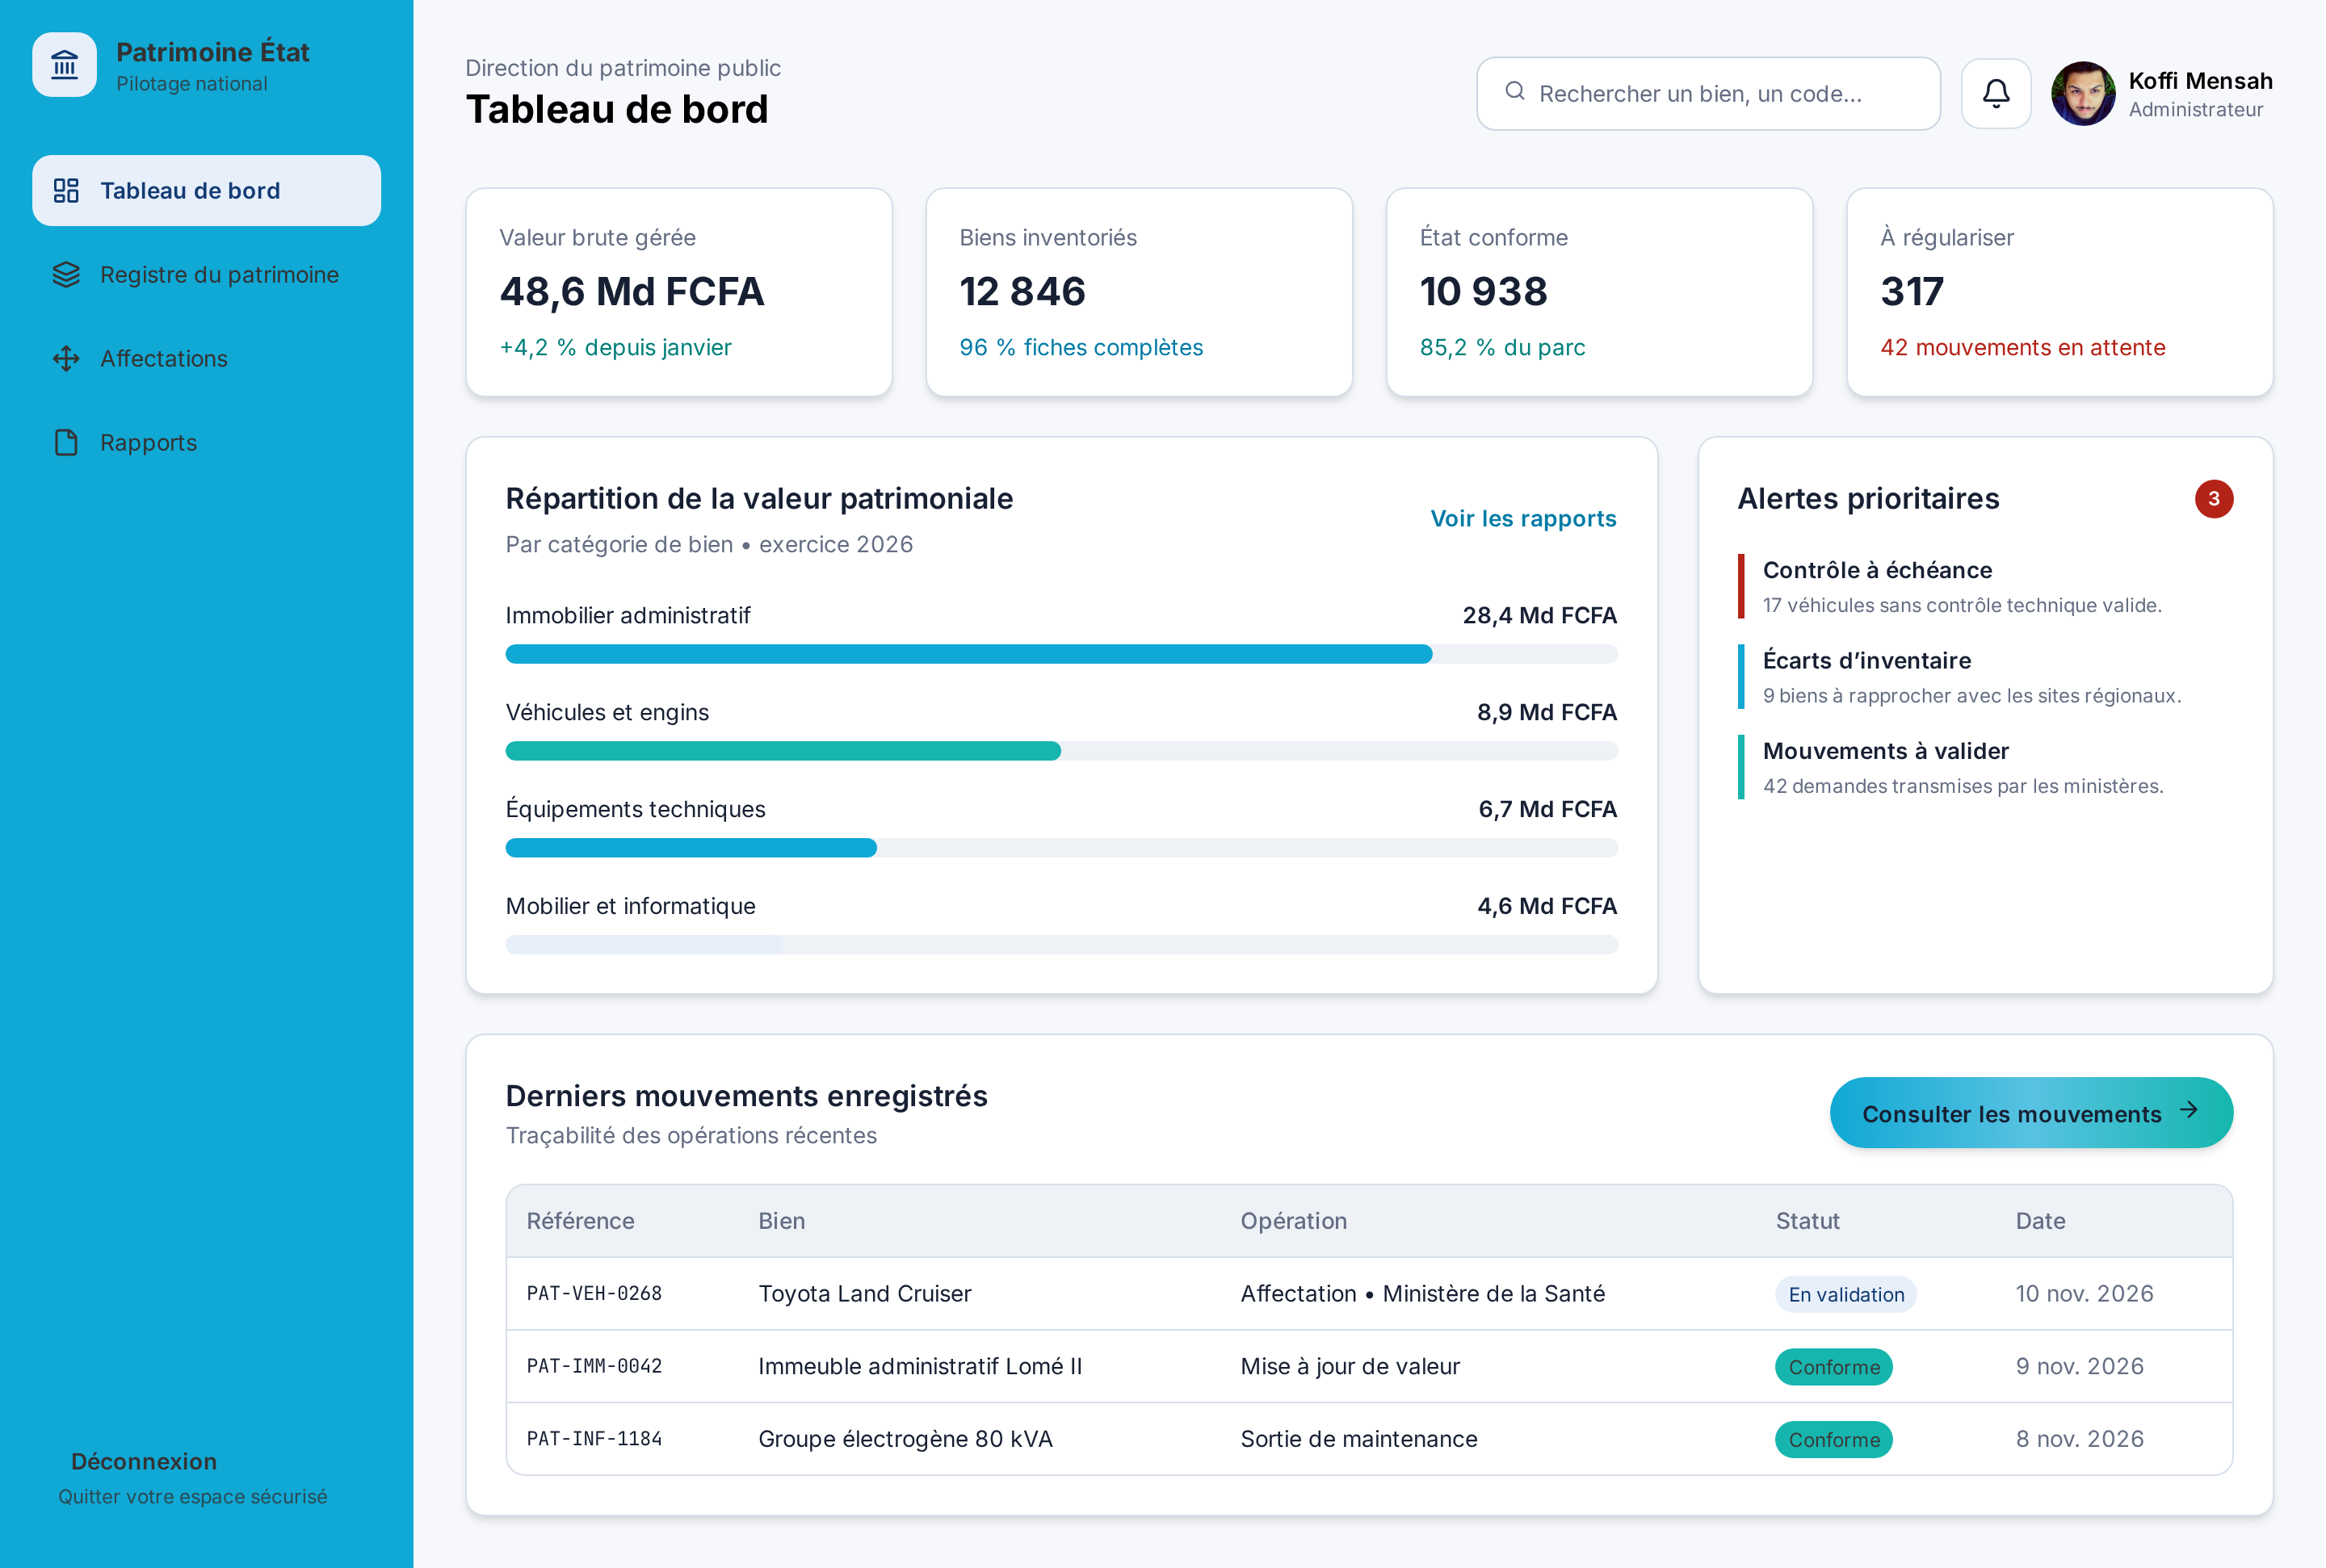 Patrimoine État
Pilotage national
Tableau de bord
Registre du patrimoine
Affectations
Rapports
Déconnexion
Quitter votre espace sécurisé
Direction du patrimoine public
Tableau de bord
Rechercher un bien, un code...
Koffi Mensah
Administrateur
Valeur brute gérée
48,6 Md FCFA
+4,2 % depuis janvier
Biens inventoriés
12 846
96 % fiches complètes
État conforme
10 938
85,2 % du parc
À régulariser
317
42 mouvements en attente
Répartition de la valeur patrimoniale
Par catégorie de bien • exercice 2026
Voir les rapports
Immobilier administratif 28,4 Md FCFA
Véhicules et engins 8,9 Md FCFA
Équipements techniques 6,7 Md FCFA
Mobilier et informatique 4,6 Md FCFA
Alertes prioritaires 3
Contrôle à échéance
17 véhicules sans contrôle technique valide.
Écarts d’inventaire
9 biens à rapprocher avec les sites régionaux.
Mouvements à valider
42 demandes transmises par les ministères.
Derniers mouvements enregistrés
Traçabilité des opérations récentes
Consulter les mouvements
Référence Bien Opération Statut Date
PAT-VEH-0268 Toyota Land Cruiser Affectation • Ministère de la Santé En validation 10 nov. 2026
PAT-IMM-0042 Immeuble administratif Lomé II Mise à jour de valeur Conforme 9 nov. 2026
PAT-INF-1184 Groupe électrogène 80 kVA Sortie de maintenance Conforme 8 nov. 2026